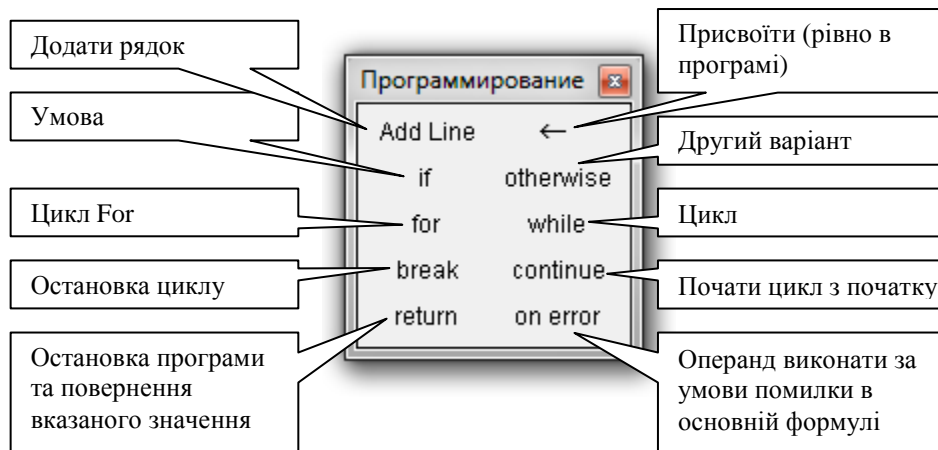 Додати рядок
Умова
Цикл For
Остановка циклу
Остановка програми
та повернення
вказаного значення
Программирование
Add Line ←
if otherwise
for while
break continue
return on error
Присвоїти (рівно в
програмі)
Другий варіант
Цикл
Почати цикл з початку
Операнд виконати за
умови помилки в
основній формулі